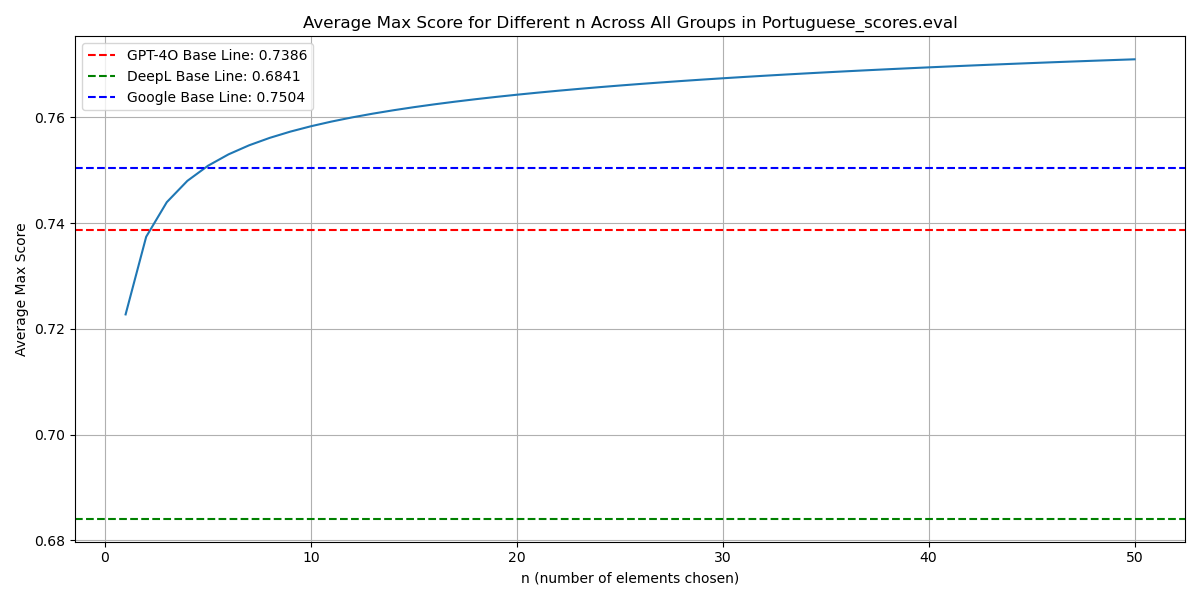 Average Max Score for Different n Across All Groups in Portuguese_scores.eval
GPT-4O Base Line: 0.7386
DeepL Base Line: 0.6841
Google Base Line: 0.7504
Average Max Score
0.76
0.74
0.72
0.70
0.68
0 10 20 30 40 50
n (number of elements chosen)